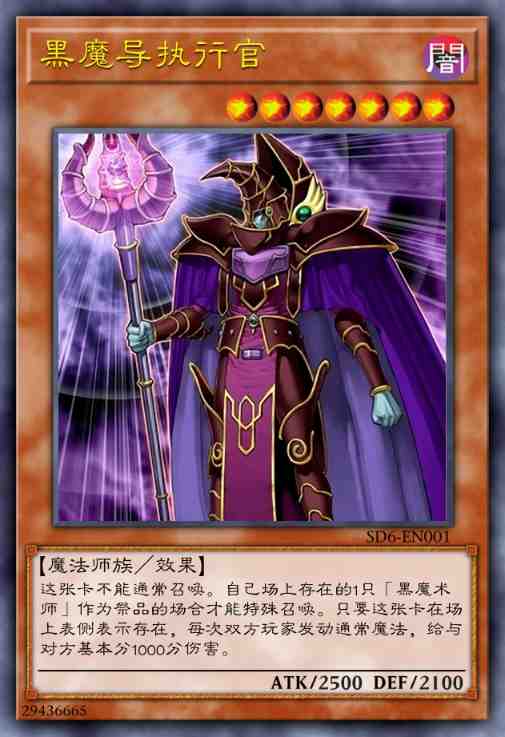 黑魔导执行官
闇
SD6-EN001
【魔法师族／效果】
这张卡不能通常召唤。自己场上存在的1只「黑魔术
师」作为祭品的场合才能特殊召唤。只要这张卡在场
上表侧表示存在，每次双方玩家发动通常魔法，给与
对方基本分1000分伤害。
ATK/2500 DEF/2100
29436665